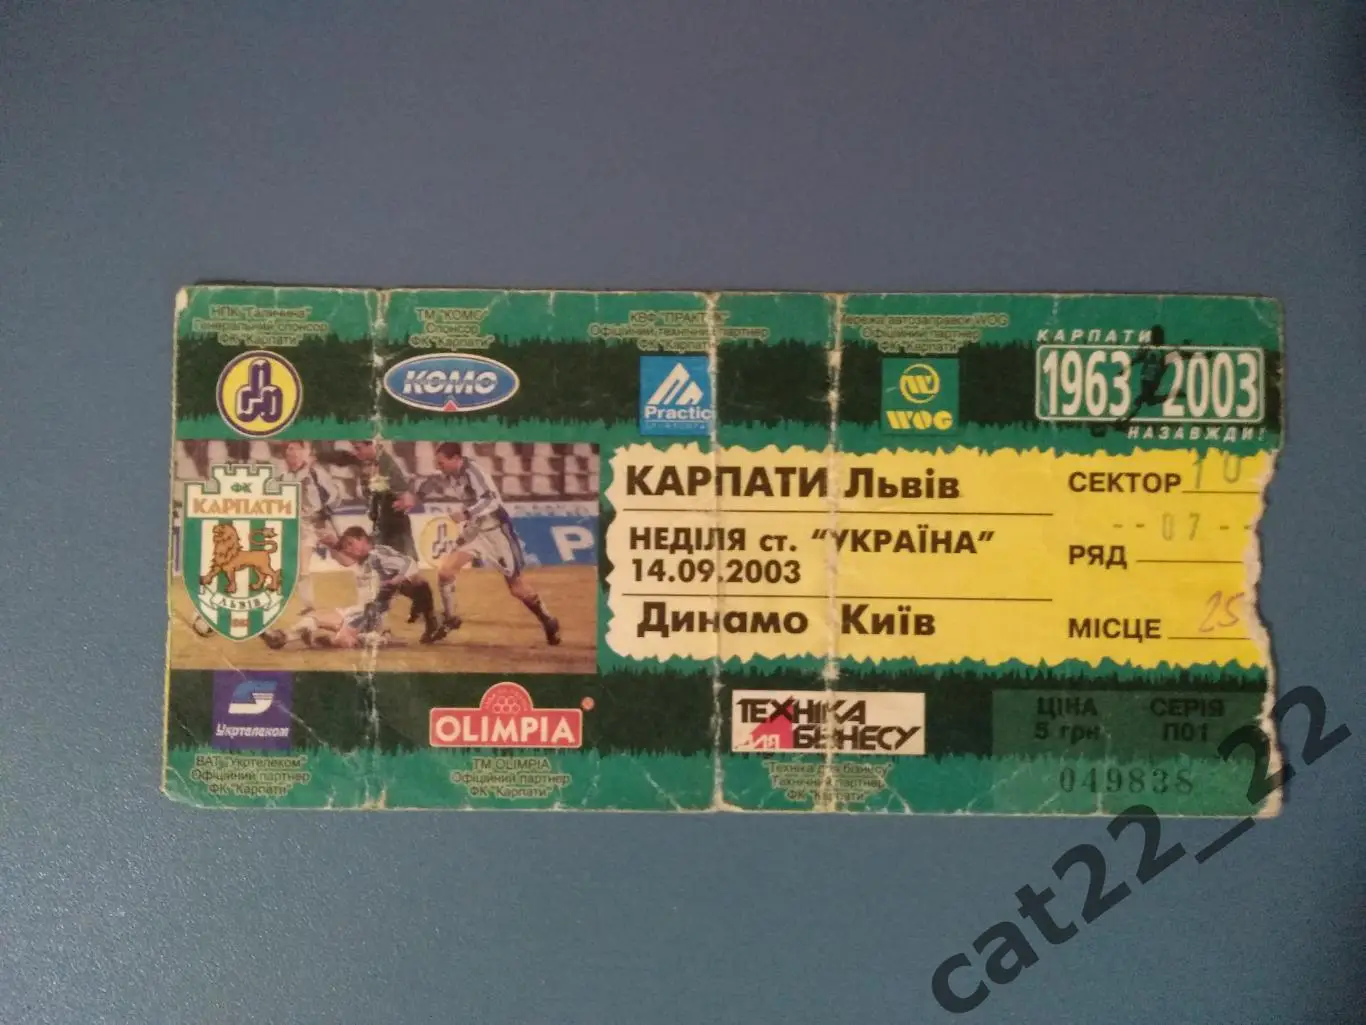 НПК "Галичина"
Генеральний спонсор
ФК "Карпати"
ТМ "КОМО"
Спонсор
ФК "Карпати"
КОМО
КВФ "ПРАКТИК"
Офіційний технічний партнер
ФК "Карпати"
Practic
Мережа автозаправок WOG
Офіційний партнер
ФК "Карпати"
WOG
КАРПАТИ
1963 2003
НАЗАВЖДИ!
ФК
КАРПАТИ
ЛЬВІВ
КАРПАТИ Львів
НЕДІЛЯ ст. "УКРАЇНА"
14.09.2003
Динамо Київ
СЕКТОР 10
РЯД --07--
МІСЦЕ 25
Укртелеком
ВАТ "Укртелеком"
Офіційний партнер
ФК "Карпати"
OLIMPIA ®
ТМ OLIMPIA
Офіційний партнер
ФК "Карпати"
ТЕХНІКА
ДЛЯ БІЗНЕСУ
"Техніка для бізнесу"
Технічний партнер
ФК "Карпати"
ЦІНА
5 грн
СЕРІЯ
П01
049838
cat22_22